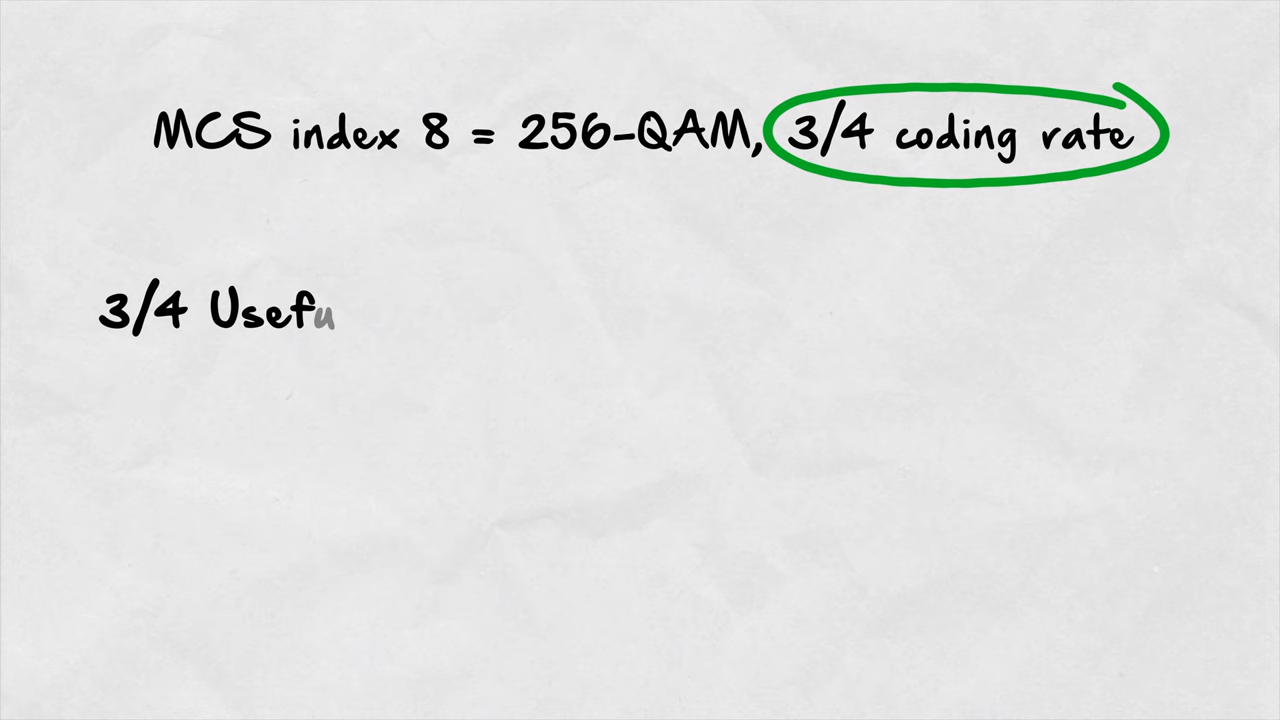 MCS index 8 = 256-QAM, 3/4 coding rate
3/4 Usefu